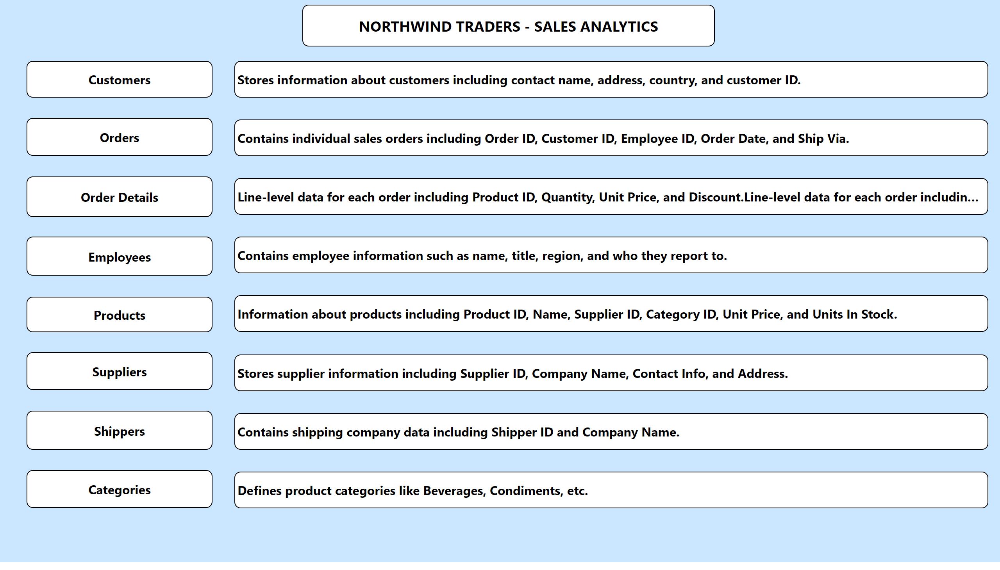 NORTHWIND TRADERS - SALES ANALYTICS
Customers
Stores information about customers including contact name, address, country, and customer ID.
Orders
Contains individual sales orders including Order ID, Customer ID, Employee ID, Order Date, and Ship Via.
Order Details
Line-level data for each order including Product ID, Quantity, Unit Price, and Discount.Line-level data for each order includin...
Employees
Contains employee information such as name, title, region, and who they report to.
Products
Information about products including Product ID, Name, Supplier ID, Category ID, Unit Price, and Units In Stock.
Suppliers
Stores supplier information including Supplier ID, Company Name, Contact Info, and Address.
Shippers
Contains shipping company data including Shipper ID and Company Name.
Categories
Defines product categories like Beverages, Condiments, etc.